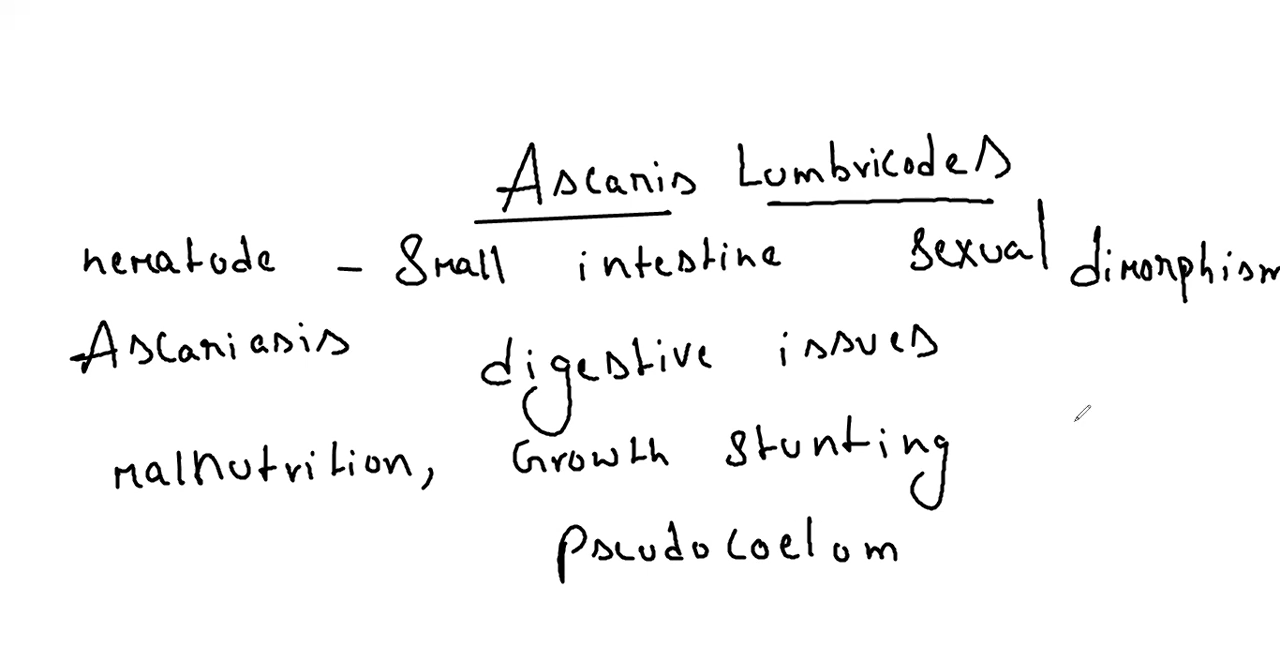 Ascaris Lumbricodes
nematode - Small intestine sexual dimorphism
Ascariasis digestive issues
malnutrition, Growth stunting
pseudocoelom